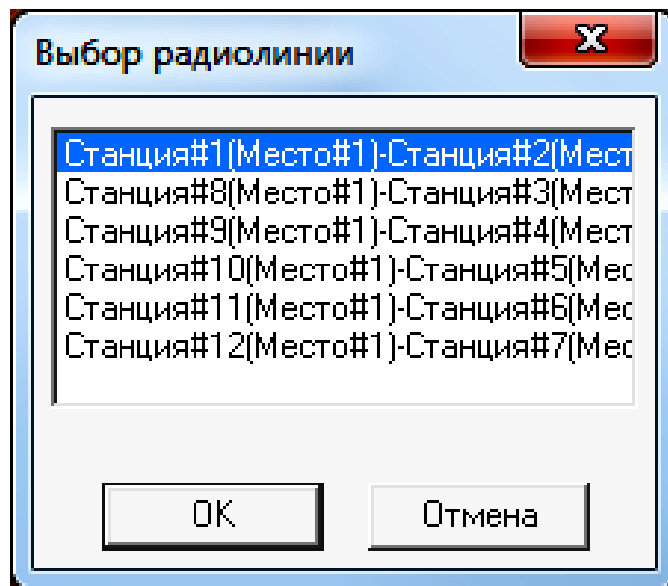 Выбор радиолинии
Станция#1(Место#1)-Станция#2(Мест
Станция#8(Место#1)-Станция#3(Мест
Станция#9(Место#1)-Станция#4(Мест
Станция#10(Место#1)-Станция#5(Мес
Станция#11(Место#1)-Станция#6(Мес
Станция#12(Место#1)-Станция#7(Мес
OK
Отмена